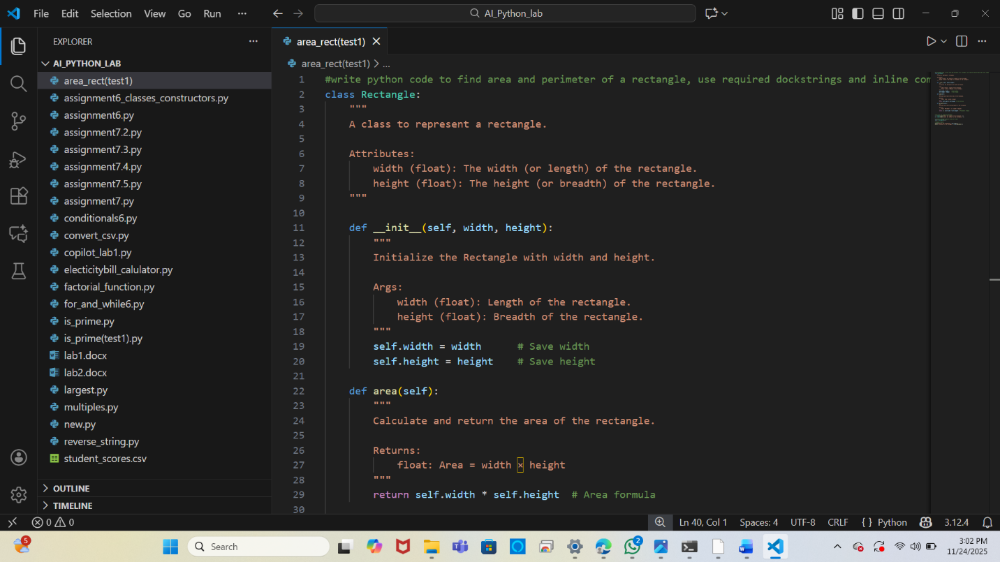 File Edit Selection View Go Run ··· AI_Python_lab
EXPLORER ···
AI_PYTHON_LAB
area_rect(test1)
assignment6_classes_constructors.py
assignment6.py
assignment7.2.py
assignment7.3.py
assignment7.4.py
assignment7.5.py
assignment7.py
conditionals6.py
convert_csv.py
copilot_lab1.py
electicitybill_calulator.py
factorial_function.py
for_and_while6.py
is_prime.py
is_prime(test1).py
lab1.docx
lab2.docx
largest.py
multiples.py
new.py
reverse_string.py
student_scores.csv
OUTLINE
TIMELINE
area_rect(test1)
area_rect(test1) > ...
1 #write python code to find area and perimeter of a rectangle, use required dockstrings and inline com
2 class Rectangle:
3 """
4 A class to represent a rectangle.
5
6 Attributes:
7 width (float): The width (or length) of the rectangle.
8 height (float): The height (or breadth) of the rectangle.
9 """
10
11 def __init__(self, width, height):
12 """
13 Initialize the Rectangle with width and height.
14
15 Args:
16 width (float): Length of the rectangle.
17 height (float): Breadth of the rectangle.
18 """
19 self.width = width # Save width
20 self.height = height # Save height
21
22 def area(self):
23 """
24 Calculate and return the area of the rectangle.
25
26 Returns:
27 float: Area = width × height
28 """
29 return self.width * self.height # Area formula
30
0 0 Ln 40, Col 1 Spaces: 4 UTF-8 CRLF { } Python 3.12.4
5 Search 2 3:02 PM
11/24/2025